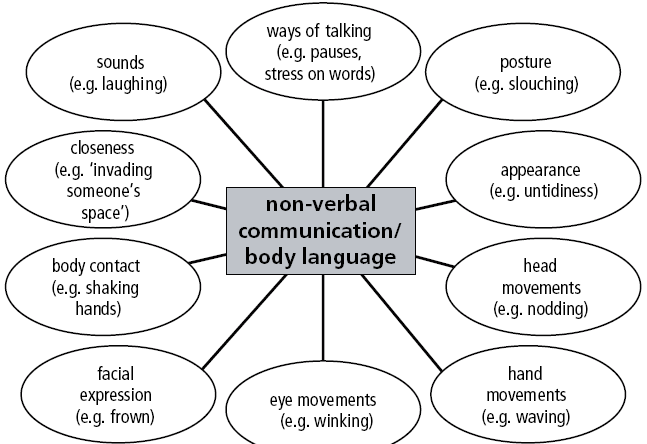 ways of talking
(e.g. pauses,
stress on words)
sounds
(e.g. laughing)
posture
(e.g. slouching)
closeness
(e.g. ‘invading
someone’s
space’)
appearance
(e.g. untidiness)
non-verbal
communication/
body language
body contact
(e.g. shaking
hands)
head
movements
(e.g. nodding)
facial
expression
(e.g. frown)
eye movements
(e.g. winking)
hand
movements
(e.g. waving)